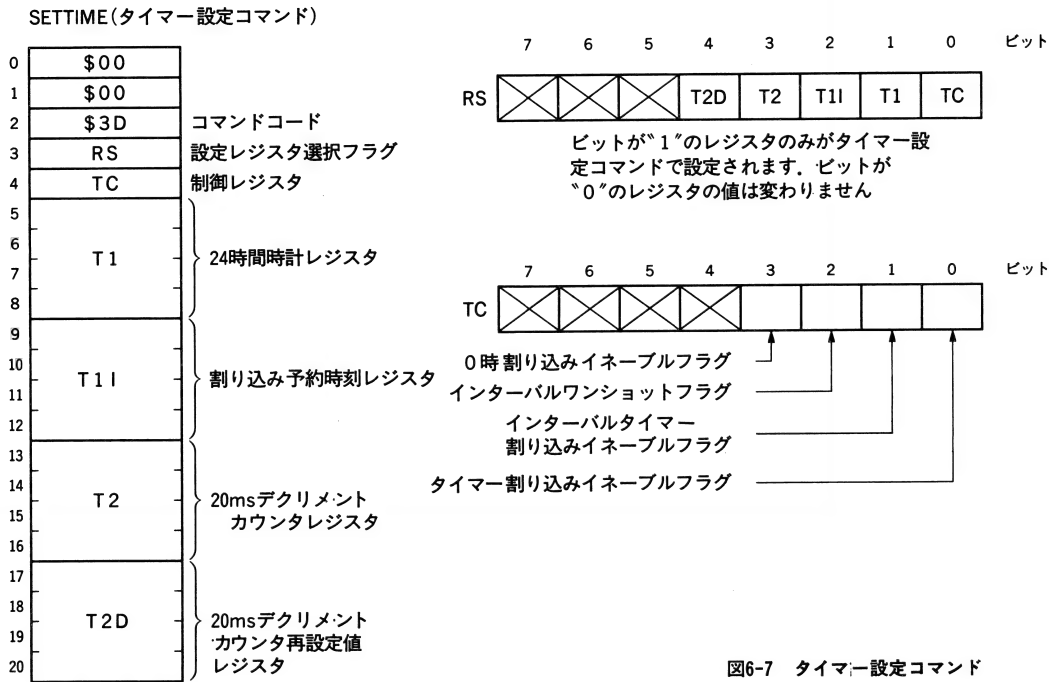 SETTIME(タイマー設定コマンド)
0 $00
1 $00
2 $3D コマンドコード
3 RS 設定レジスタ選択フラグ
4 TC 制御レジスタ
5
6
7
8
T1
24時間時計レジスタ
9
10
11
12
T1I
割り込み予約時刻レジスタ
13
14
15
16
T2
20msデクリメント
カウンタレジスタ
17
18
19
20
T2D
20msデクリメント
カウンタ再設定値
レジスタ
7 6 5 4 3 2 1 0 ビット
RS T2D T2 T1I T1 TC
ビットが〝1〞のレジスタのみがタイマー設
定コマンドで設定されます.ビットが
〝0〞のレジスタの値は変わりません
7 6 5 4 3 2 1 0 ビット
TC
0時割り込みイネーブルフラグ
インターバルワンショットフラグ
インターバルタイマー
割り込みイネーブルフラグ
タイマー割り込みイネーブルフラグ
図6-7 タイマー設定コマンド